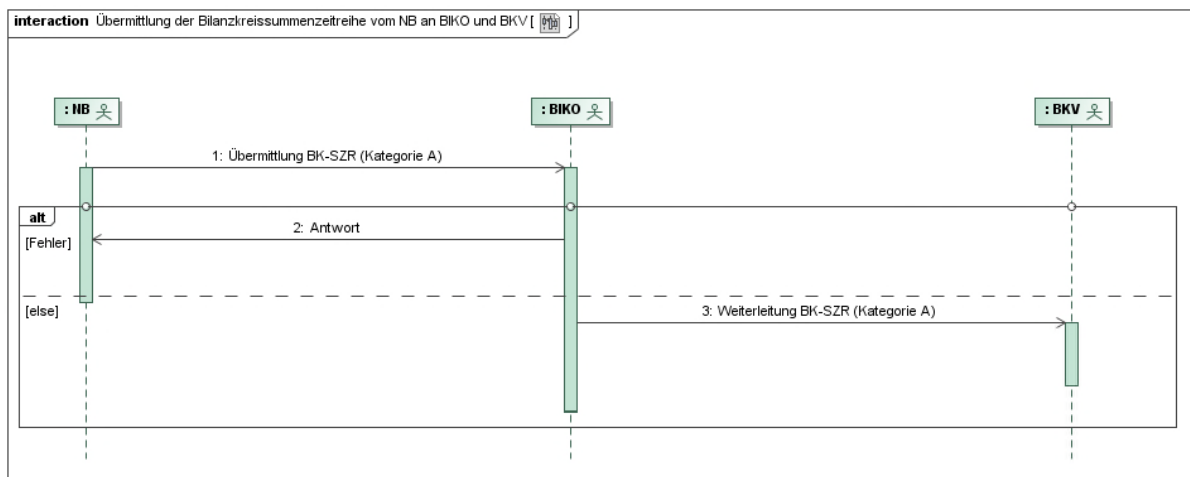 interaction Übermittlung der Bilanzkreissummenzeitreihe vom NB an BIKO und BKV [ ]
: NB
: BIKO
: BKV
1: Übermittlung BK-SZR (Kategorie A)
alt
2: Antwort
[Fehler]
[else]
3: Weiterleitung BK-SZR (Kategorie A)